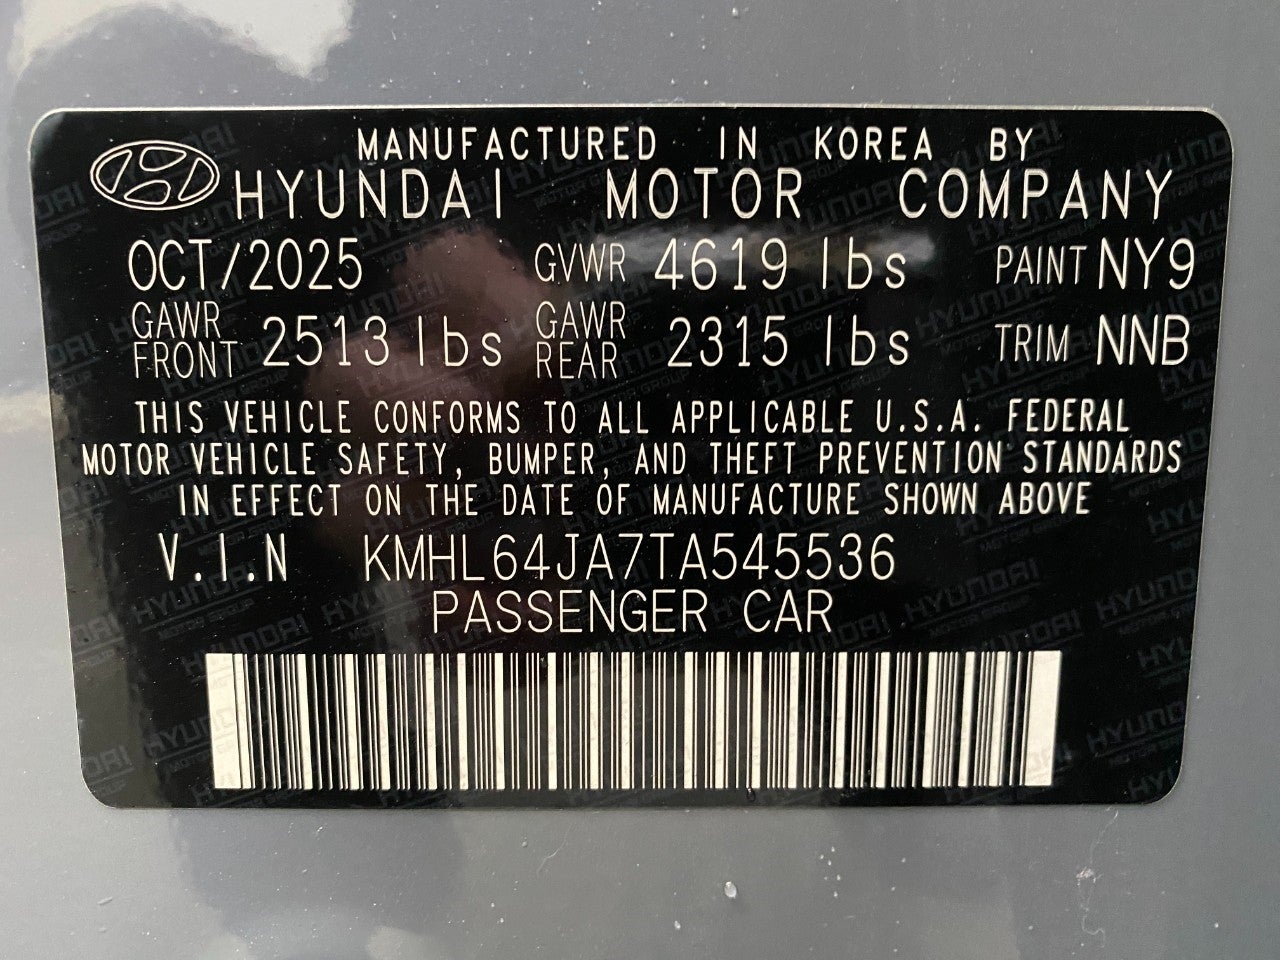 MANUFACTURED IN KOREA BY
HYUNDAI MOTOR COMPANY
OCT/2025 GVWR 4619 lbs PAINT NY9
GAWR FRONT 2513 lbs GAWR REAR 2315 lbs TRIM NNB
THIS VEHICLE CONFORMS TO ALL APPLICABLE U.S.A. FEDERAL
MOTOR VEHICLE SAFETY, BUMPER, AND THEFT PREVENTION STANDARDS
IN EFFECT ON THE DATE OF MANUFACTURE SHOWN ABOVE
V.I.N KMHL64JA7TA545536
PASSENGER CAR